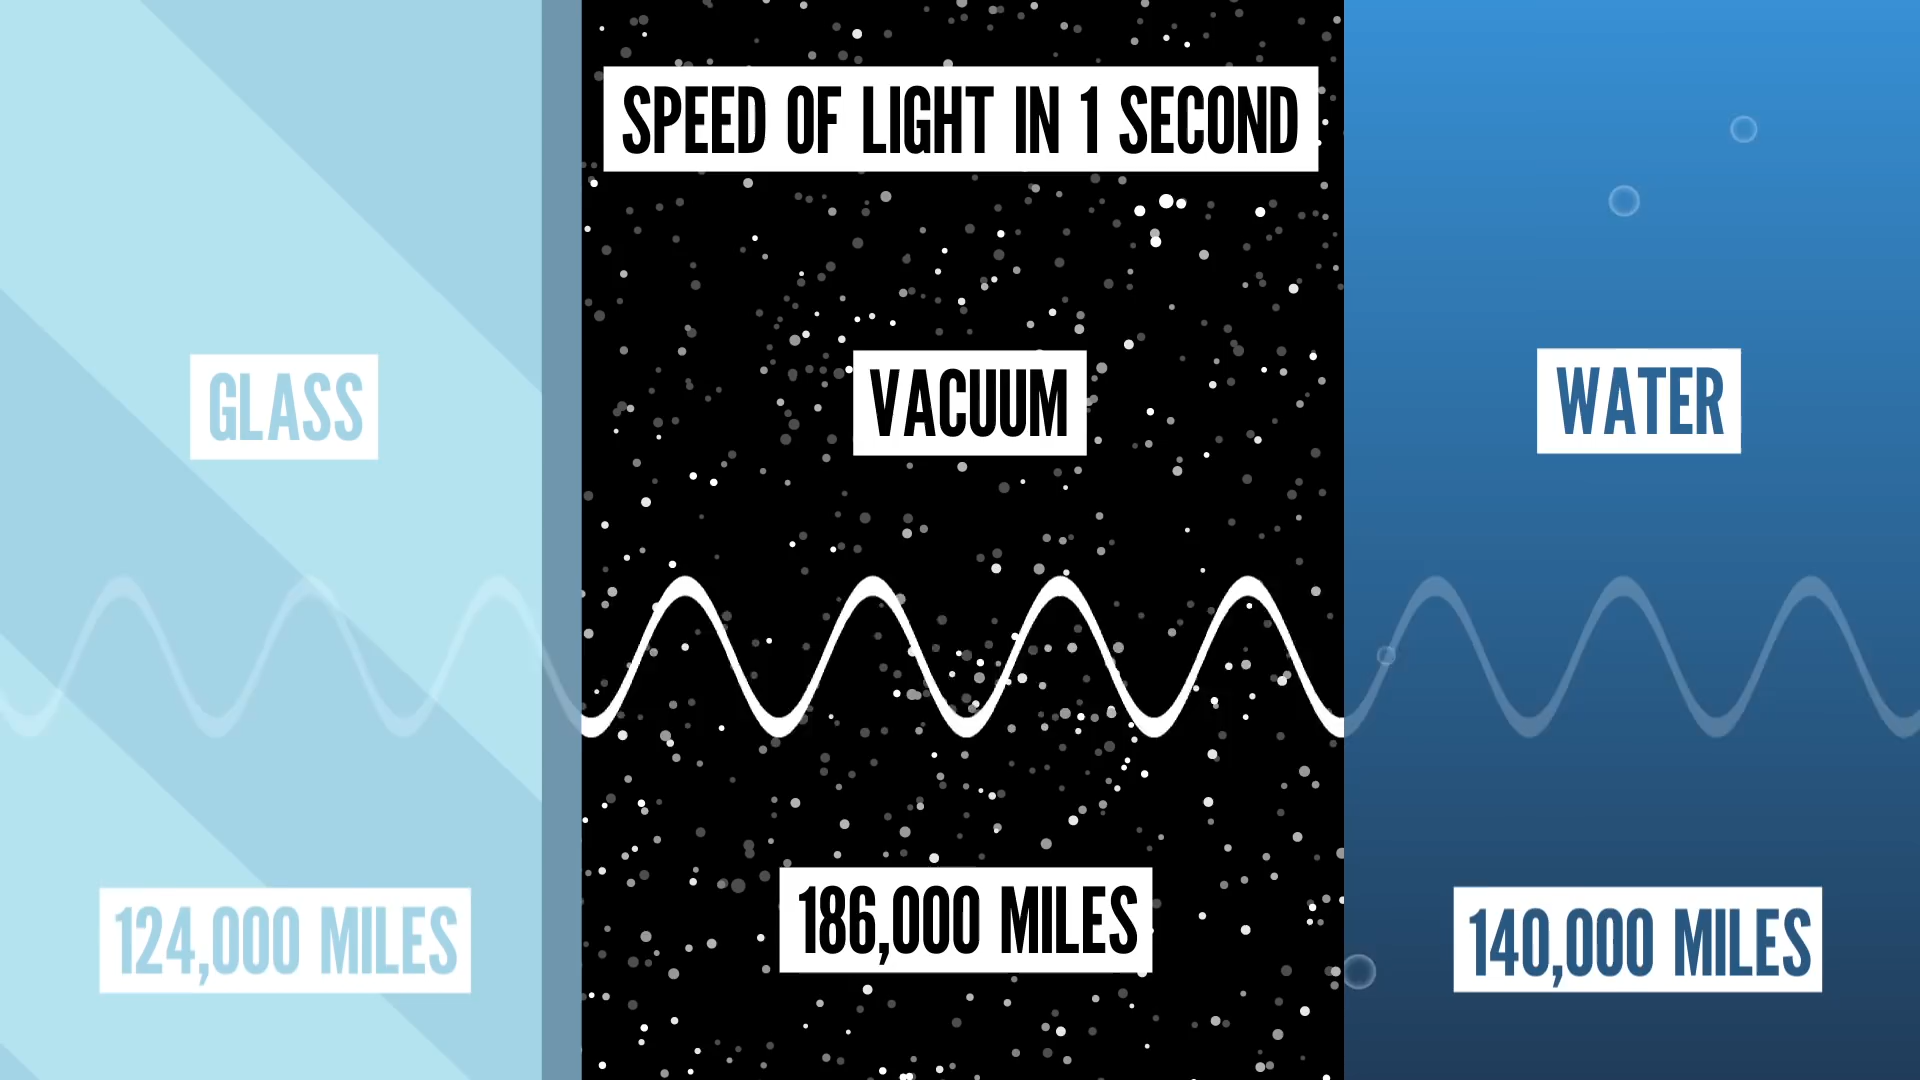 SPEED OF LIGHT IN 1 SECOND
GLASS
VACUUM
WATER
124,000 MILES
186,000 MILES
140,000 MILES